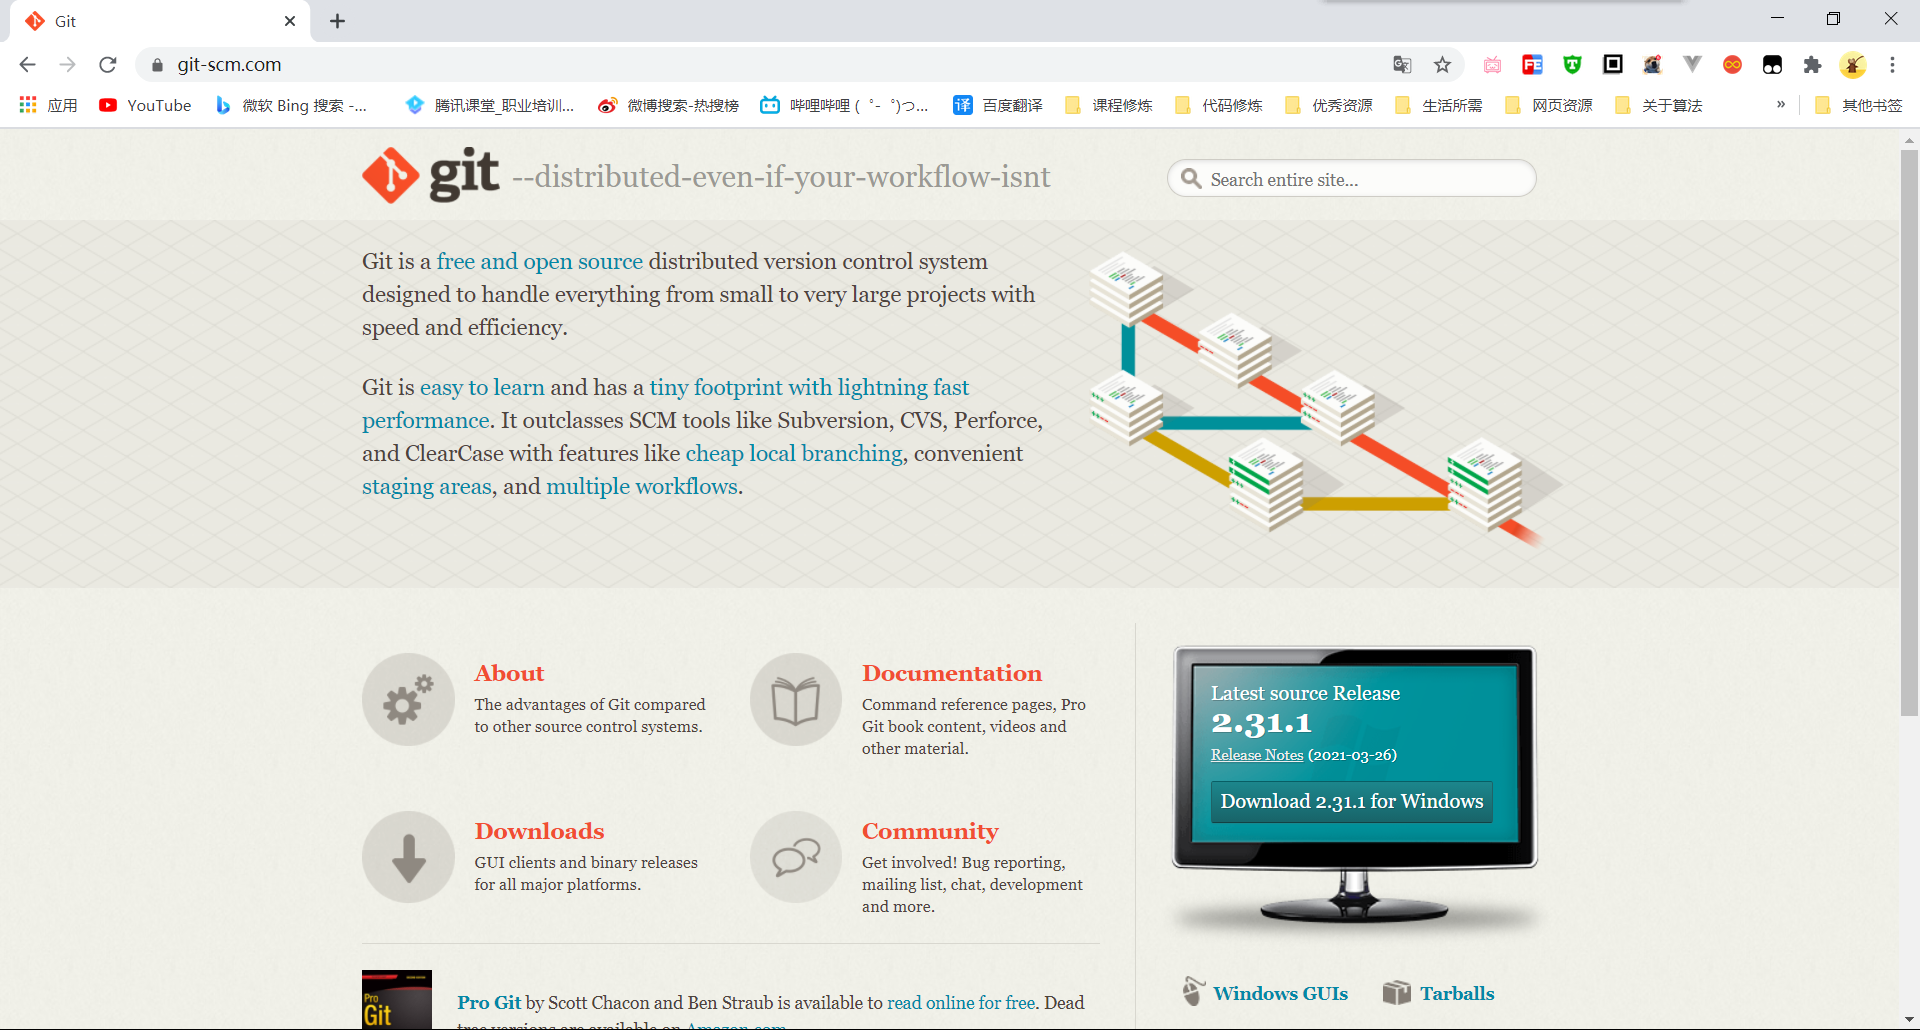 Git
git-scm.com
应用
YouTube
微软 Bing 搜索 -...
腾讯课堂_职业培训...
微博搜索-热搜榜
哔哩哔哩 ( ゜- ゜)つ...
百度翻译
课程修炼
代码修炼
优秀资源
生活所需
网页资源
关于算法
»
其他书签
git --distributed-even-if-your-workflow-isnt
Search entire site...
Git is a free and open source distributed version control system
designed to handle everything from small to very large projects with
speed and efficiency.
Git is easy to learn and has a tiny footprint with lightning fast
performance. It outclasses SCM tools like Subversion, CVS, Perforce,
and ClearCase with features like cheap local branching, convenient
staging areas, and multiple workflows.
About
The advantages of Git compared
to other source control systems.
Documentation
Command reference pages, Pro
Git book content, videos and
other material.
Downloads
GUI clients and binary releases
for all major platforms.
Community
Get involved! Bug reporting,
mailing list, chat, development
and more.
Latest source Release
2.31.1
Release Notes (2021-03-26)
Download 2.31.1 for Windows
Windows GUIs
Tarballs
Pro
Git
Pro Git by Scott Chacon and Ben Straub is available to read online for free. Dead
tree versions are available on Amazon.com.